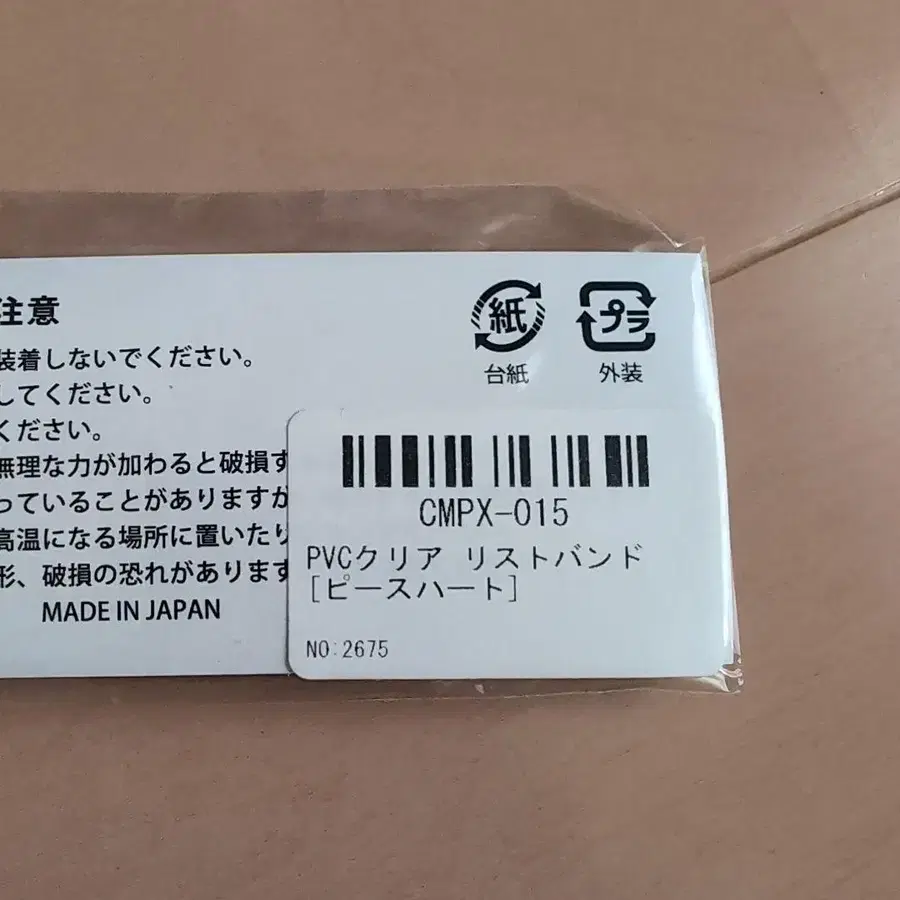 注意
装着しないでください。
してください。
ください。
無理な力が加わると破損す
っていることがありますが
高温になる場所に置いたり
形、破損の恐れがあります
MADE IN JAPAN
紙
台紙
プラ
外装
CMPX-015
PVCクリア リストバンド
[ピースハート]
NO:2675